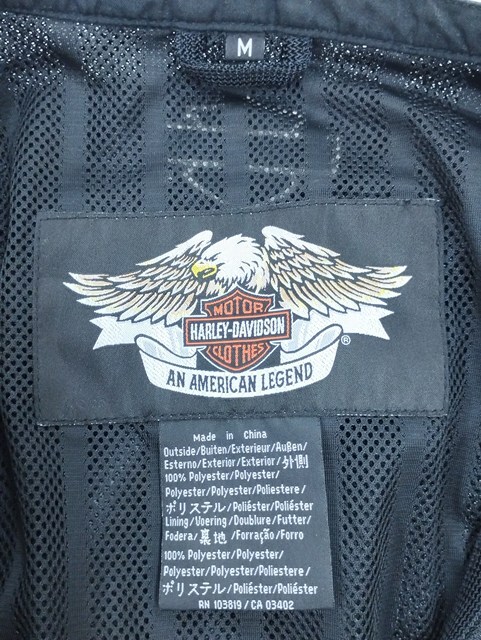 M
MOTOR
HARLEY-DAVIDSON
CLOTHES
®
AN AMERICAN LEGEND
Made in China
Outside/Buiten/Exterieur/Außen/
Esterno/Exterior/Exterior/外側
100% Polyester/Polyester/
Polyester/Polyester/Poliestere/
ポリステル/Poliéster/Poliéster
Lining/Voering/Doublure/Futter/
Fodera/裏地/Forração/Forro
100% Polyester/Polyester/
Polyester/Polyester/Poliestere/
ポリステル/Poliéster/Poliéster
RN 103819/CA 03402